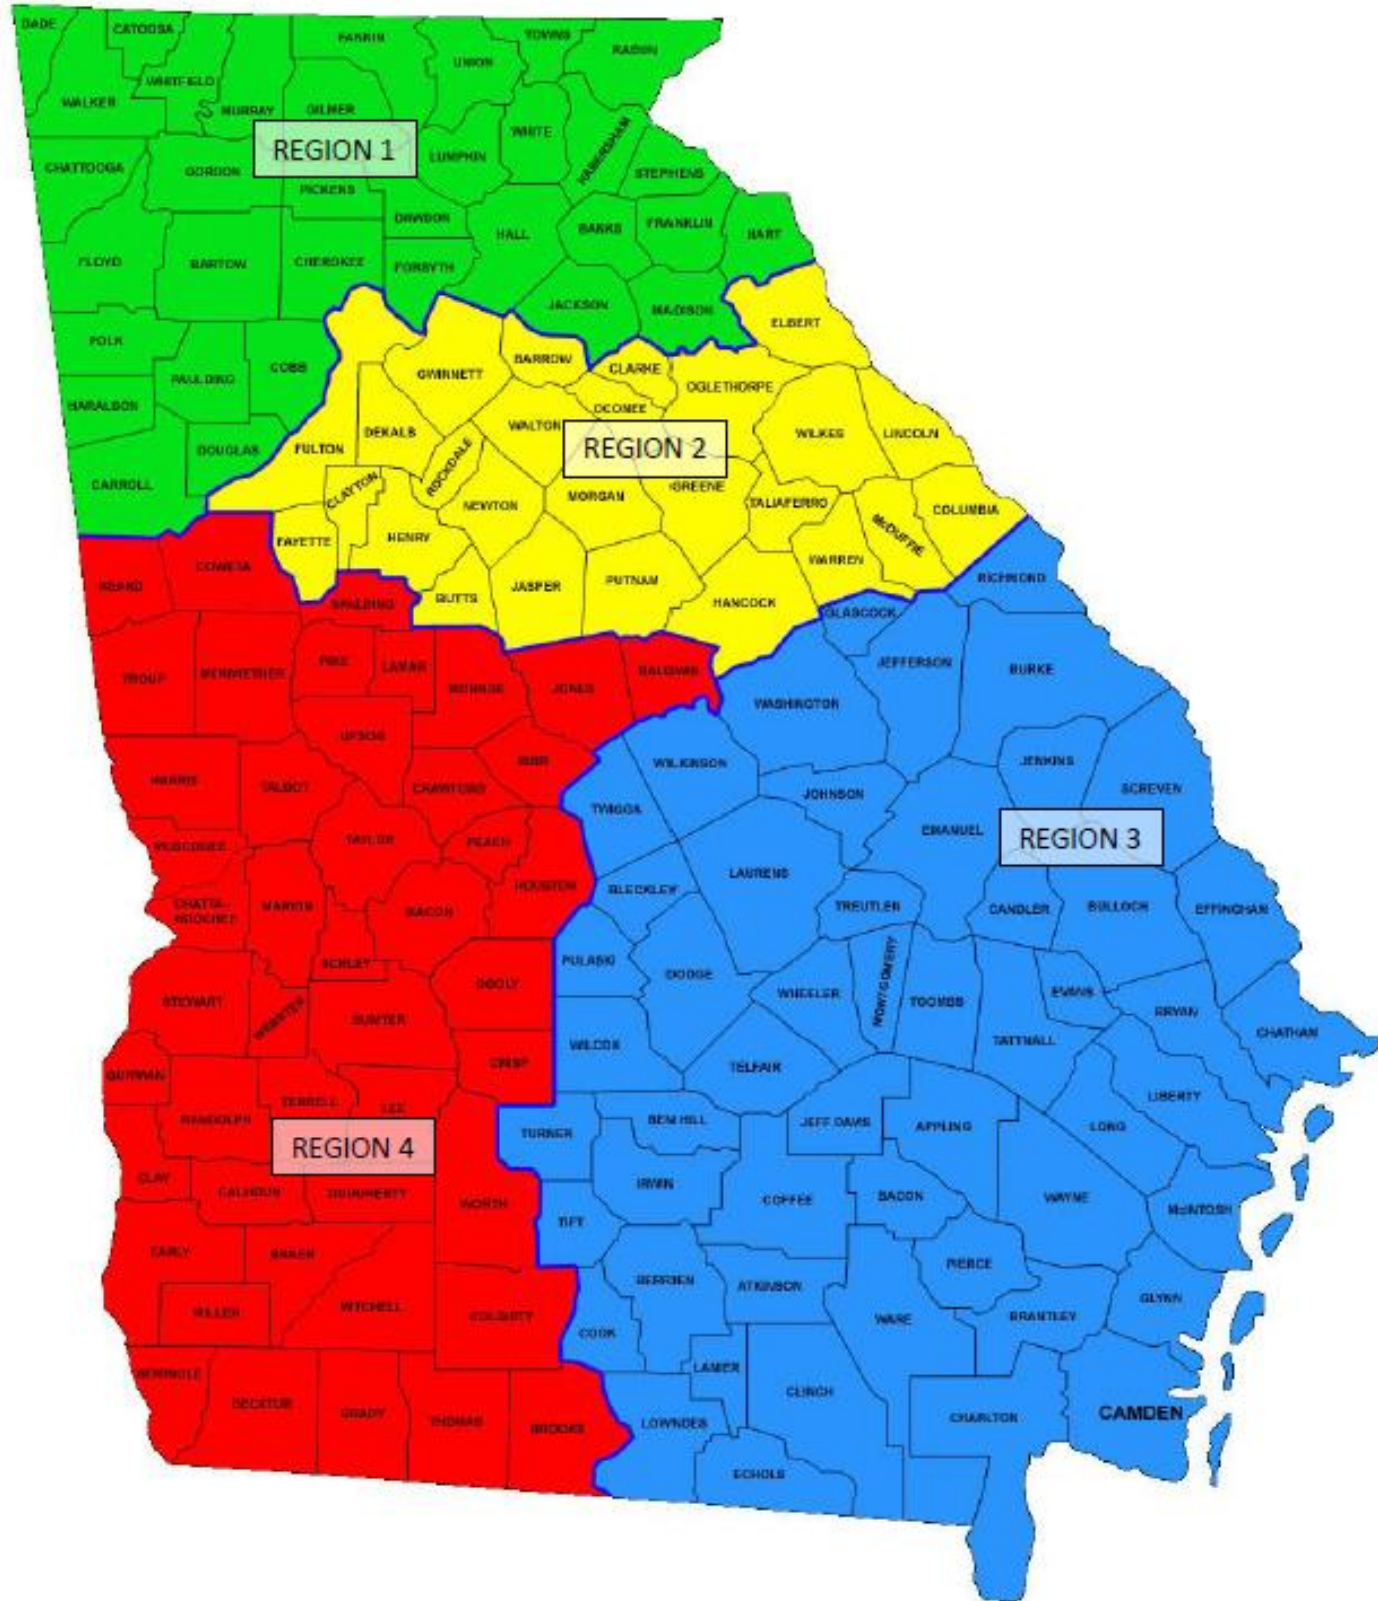 DADE
CATOOSA
FANNIN
TOWNS
RABUN
UNION
WHITFIELD
WALKER
MURRAY
GILMER
WHITE
HABERSHAM
REGION 1
LUMPKIN
CHATTOOGA
GORDON
STEPHENS
PICKENS
DAWSON
HALL
BANKS
FRANKLIN
HART
FLOYD
BARTOW
CHEROKEE
FORSYTH
JACKSON
MADISON
ELBERT
POLK
PAULDING
COBB
GWINNETT
BARROW
CLARKE
OGLETHORPE
HARALSON
OCONEE
DOUGLAS
FULTON
DEKALB
WALTON
REGION 2
WILKES
LINCOLN
CARROLL
CLAYTON
ROCKDALE
NEWTON
MORGAN
GREENE
TALIAFERRO
COLUMBIA
FAYETTE
HENRY
WARREN
McDUFFIE
HEARD
COWETA
BUTTS
JASPER
PUTNAM
HANCOCK
RICHMOND
SPALDING
GLASCOCK
TROUP
MERIWETHER
PIKE
LAMAR
MONROE
JONES
BALDWIN
JEFFERSON
BURKE
WASHINGTON
UPSON
HARRIS
TALBOT
CRAWFORD
BIBB
WILKINSON
JENKINS
JOHNSON
SCREVEN
TWIGGS
MUSCOGEE
TAYLOR
PEACH
EMANUEL
REGION 3
HOUSTON
BLECKLEY
LAURENS
CHATTA-
HOOCHEE
MARION
MACON
TREUTLEN
CANDLER
BULLOCH
EFFINGHAM
SCHLEY
DOOLY
PULASKI
DODGE
WHEELER
MONTGOMERY
TOOMBS
EVANS
BRYAN
STEWART
WEBSTER
SUMTER
WILCOX
TATTNALL
CHATHAM
QUITMAN
CRISP
TELFAIR
LIBERTY
RANDOLPH
TERRELL
LEE
TURNER
BEN HILL
JEFF DAVIS
APPLING
LONG
REGION 4
CLAY
CALHOUN
DOUGHERTY
WORTH
TIFT
IRWIN
COFFEE
BACON
WAYNE
McINTOSH
EARLY
BAKER
PIERCE
MILLER
MITCHELL
COLQUITT
COOK
BERRIEN
ATKINSON
WARE
BRANTLEY
GLYNN
SEMINOLE
DECATUR
GRADY
THOMAS
BROOKS
LANIER
LOWNDES
CLINCH
CHARLTON
CAMDEN
ECHOLS